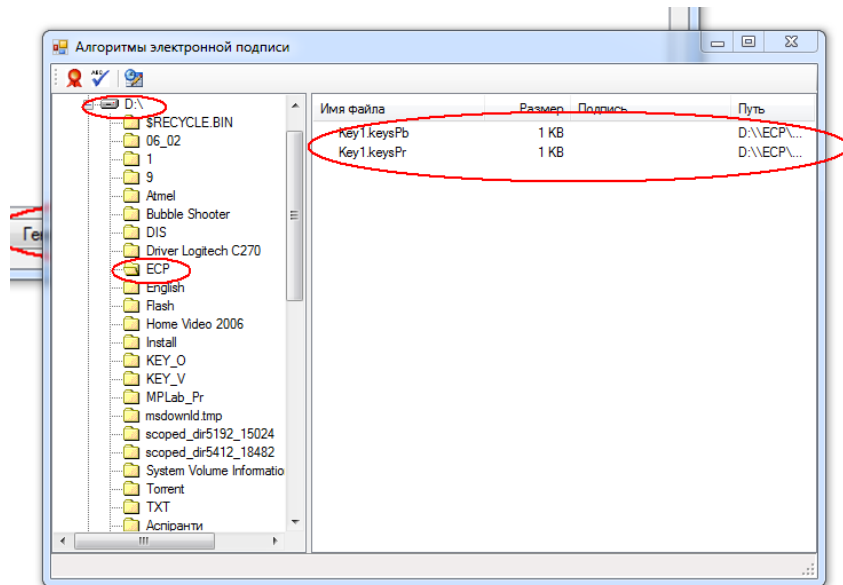 Алгоритмы электронной подписи
ABC
D:\
$RECYCLE.BIN
06_02
1
9
Atmel
Bubble Shooter
DIS
Driver Logitech C270
ECP
English
Flash
Home Video 2006
Install
KEY_O
KEY_V
MPLab_Pr
msdownld.tmp
scoped_dir5192_15024
scoped_dir5412_18482
System Volume Informatio
Torrent
TXT
Аспіранти
Имя файла Размер Подпись Путь
Key1.keysPb 1 KB D:\\ECP\...
Key1.keysPr 1 KB D:\\ECP\...
Ге